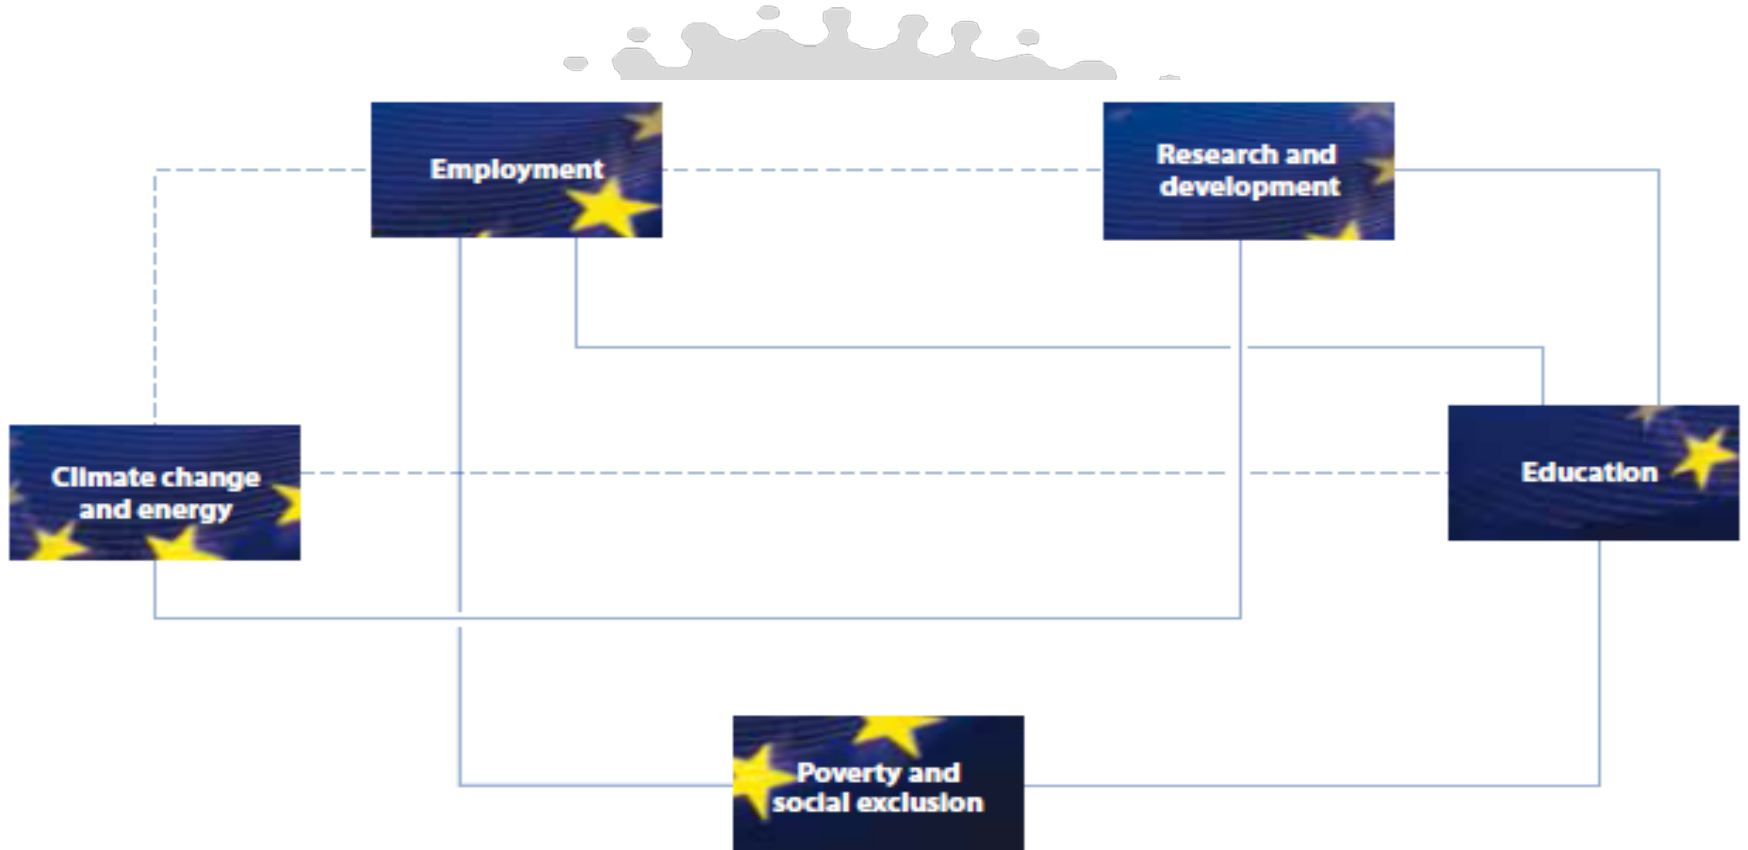 Employment
Research and
development
Climate change
and energy
Education
Poverty and
social exclusion